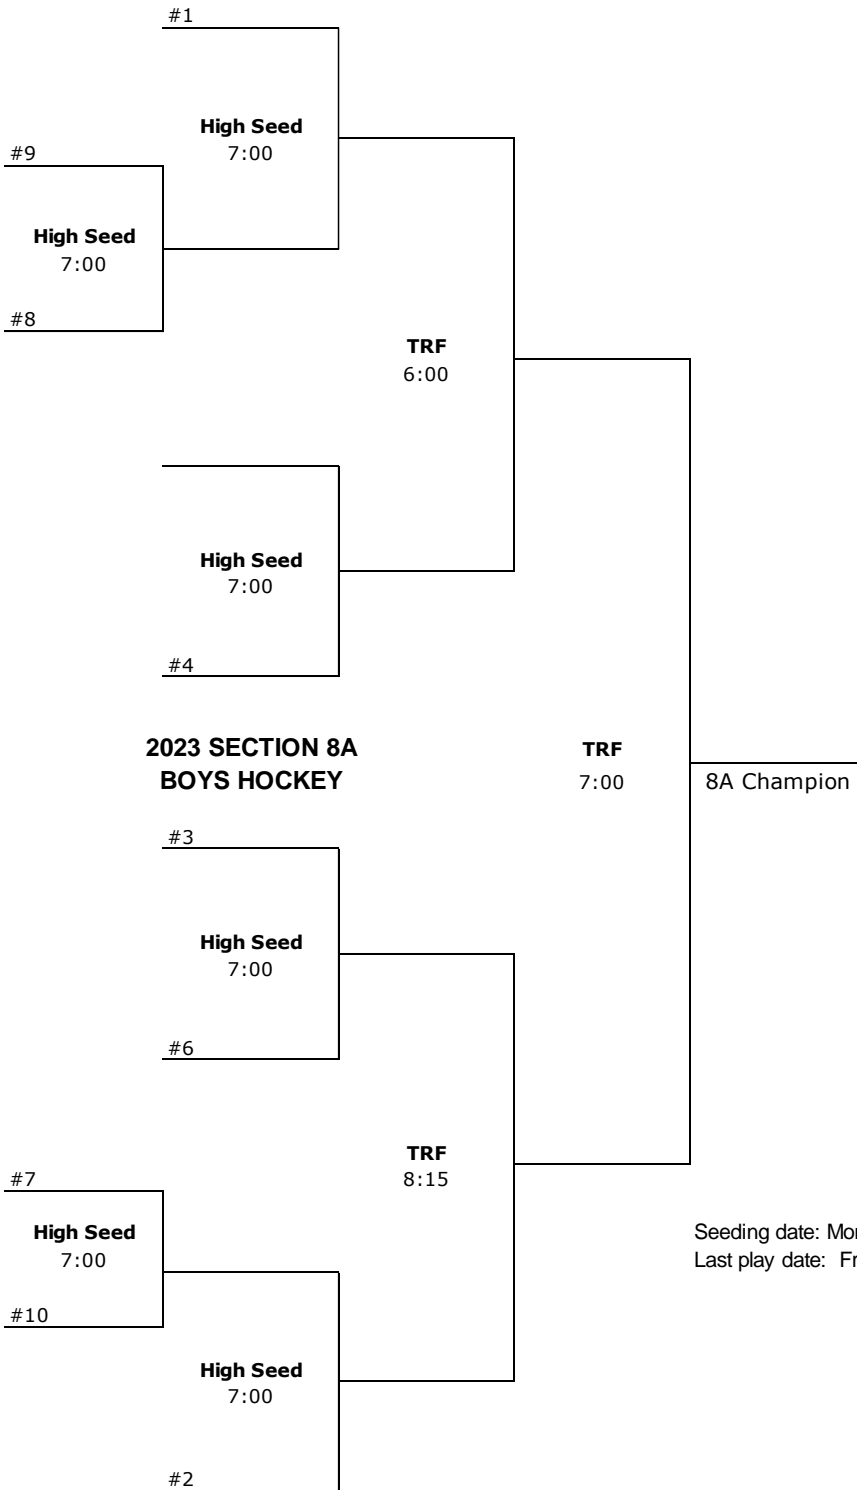 #1
High Seed
7:00
#9
High Seed
7:00
#8
TRF
6:00
High Seed
7:00
#4
2023 SECTION 8A
BOYS HOCKEY
TRF
7:00
8A Champion
#3
High Seed
7:00
#6
TRF
8:15
#7
High Seed
7:00
#10
Seeding date: Mon
Last play date: Fr
High Seed
7:00
#2